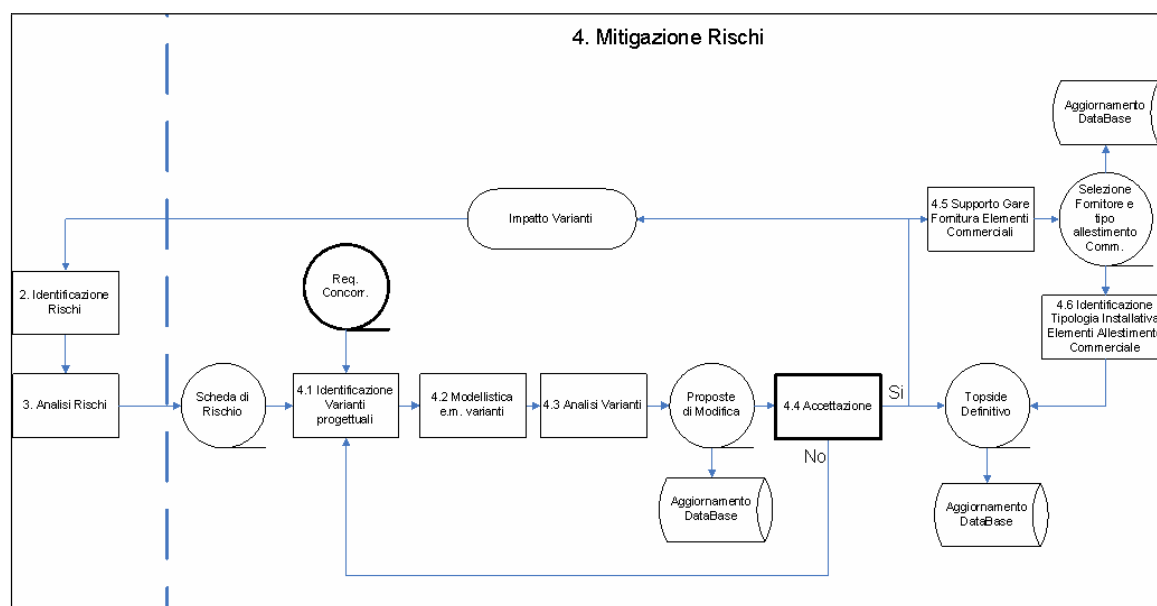 4. Mitigazione Rischi
Aggiornamento
DataBase
Impatto Varianti
4.5 Supporto Gare
Fornitura Elementi
Commerciali
Selezione
Fornitore e
tipo
allestimento
Comm.
2. Identificazione
Rischi
Req.
Concorr.
4.6 Identificazione
Tipologia Installativa
Elementi Allestimento
Commerciale
3. Analisi Rischi
Scheda di
Rischio
4.1 Identificazione
Varianti
progettuali
4.2 Modellistica
e.m. varianti
4.3 Analisi Varianti
Proposte
di Modifica
4.4 Accettazione
Si
No
Topside
Definitivo
Aggiornamento
DataBase
Aggiornamento
DataBase